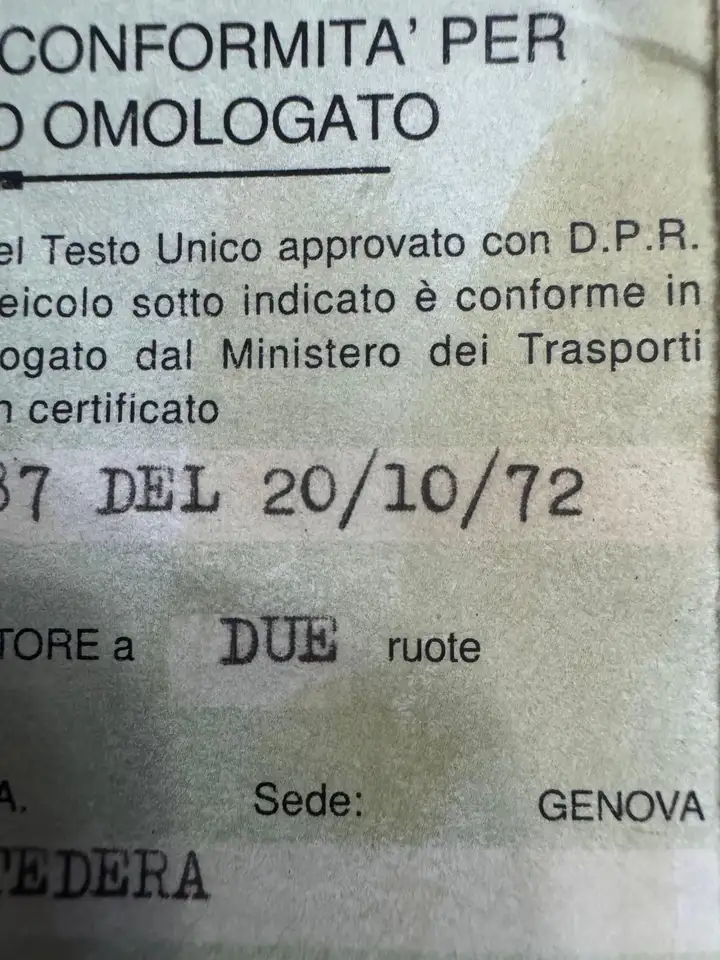 CONFORMITA' PER
O OMOLOGATO
el Testo Unico approvato con D.P.R.
eicolo sotto indicato è conforme in
ogato dal Ministero dei Trasporti
n certificato
37 DEL 20/10/72
TORE a DUE ruote
A. Sede: GENOVA
TEDERA